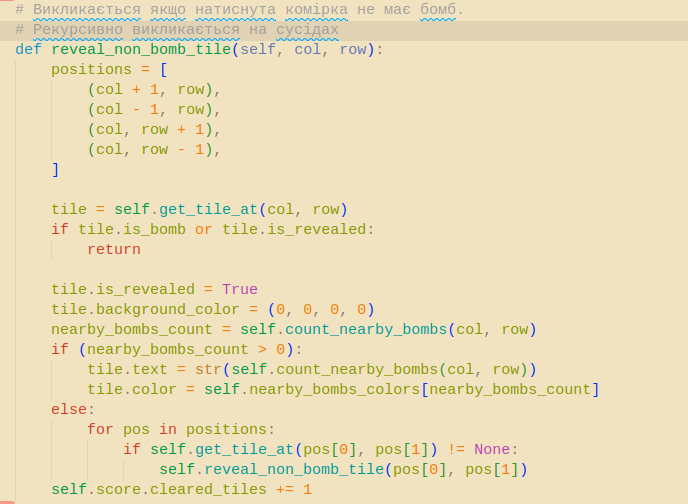 # Викликається якщо натиснута комірка не має бомб.
# Рекурсивно викликається на сусідах
def reveal_non_bomb_tile(self, col, row):
    positions = [
        (col + 1, row),
        (col - 1, row),
        (col, row + 1),
        (col, row - 1),
    ]

    tile = self.get_tile_at(col, row)
    if tile.is_bomb or tile.is_revealed:
        return

    tile.is_revealed = True
    tile.background_color = (0, 0, 0, 0)
    nearby_bombs_count = self.count_nearby_bombs(col, row)
    if (nearby_bombs_count > 0):
        tile.text = str(self.count_nearby_bombs(col, row))
        tile.color = self.nearby_bombs_colors[nearby_bombs_count]
    else:
        for pos in positions:
            if self.get_tile_at(pos[0], pos[1]) != None:
                self.reveal_non_bomb_tile(pos[0], pos[1])
    self.score.cleared_tiles += 1